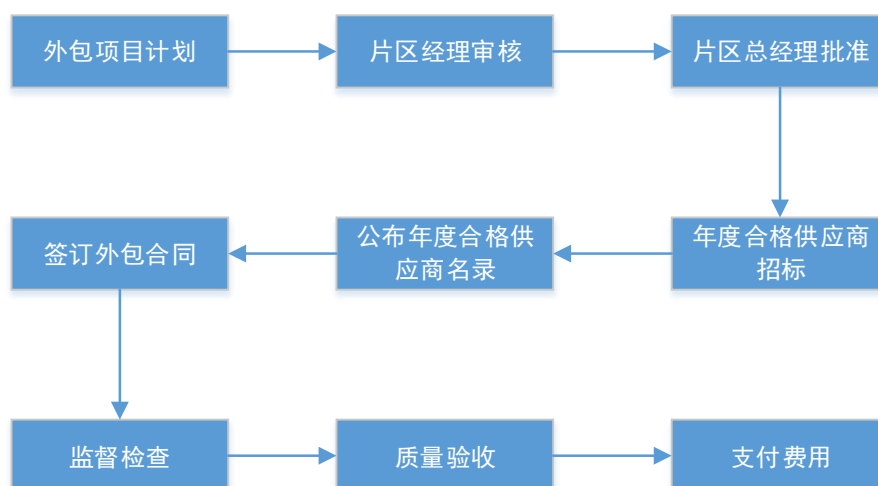 外包项目计划
片区经理审核
片区总经理批准
签订外包合同
公布年度合格供
应商名录
年度合格供应商
招标
监督检查
质量验收
支付费用